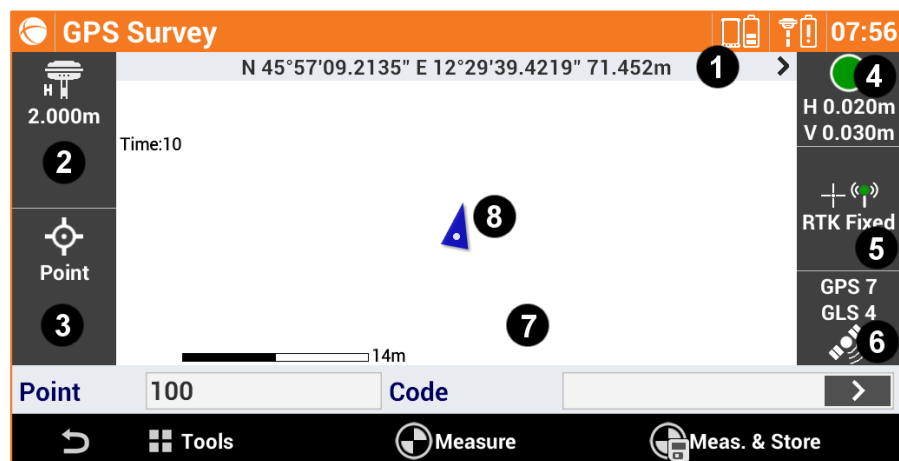 GPS Survey 07:56
N 45°57'09.2135" E 12°29'39.4219" 71.452m 1
4
H
2.000m
H 0.020m
V 0.030m
Time:10
2
8
RTK Fixed
5
Point
GPS 7
GLS 4
3
7
6
14m
Point 100 Code
Tools Measure Meas. & Store